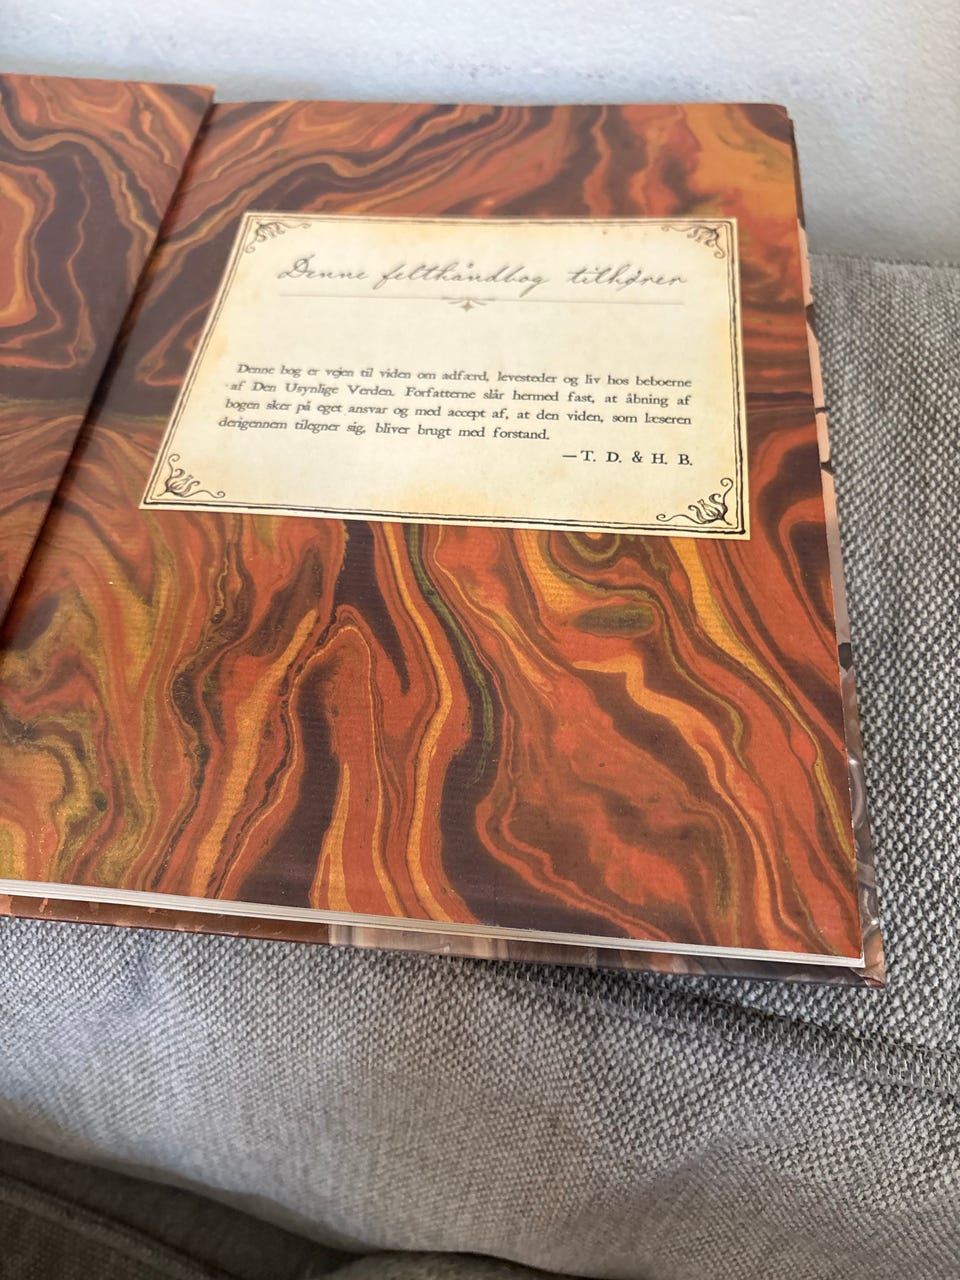 Denne felthåndbog tilhører
Denne bog er vejen til viden om adfærd, levesteder og liv hos beboerne
af Den Usynlige Verden. Forfatterne slår hermed fast, at åbning af
bogen sker på eget ansvar og med accept af, at den viden, som læseren
derigennem tilegner sig, bliver brugt med forstand.
—T. D. & H. B.